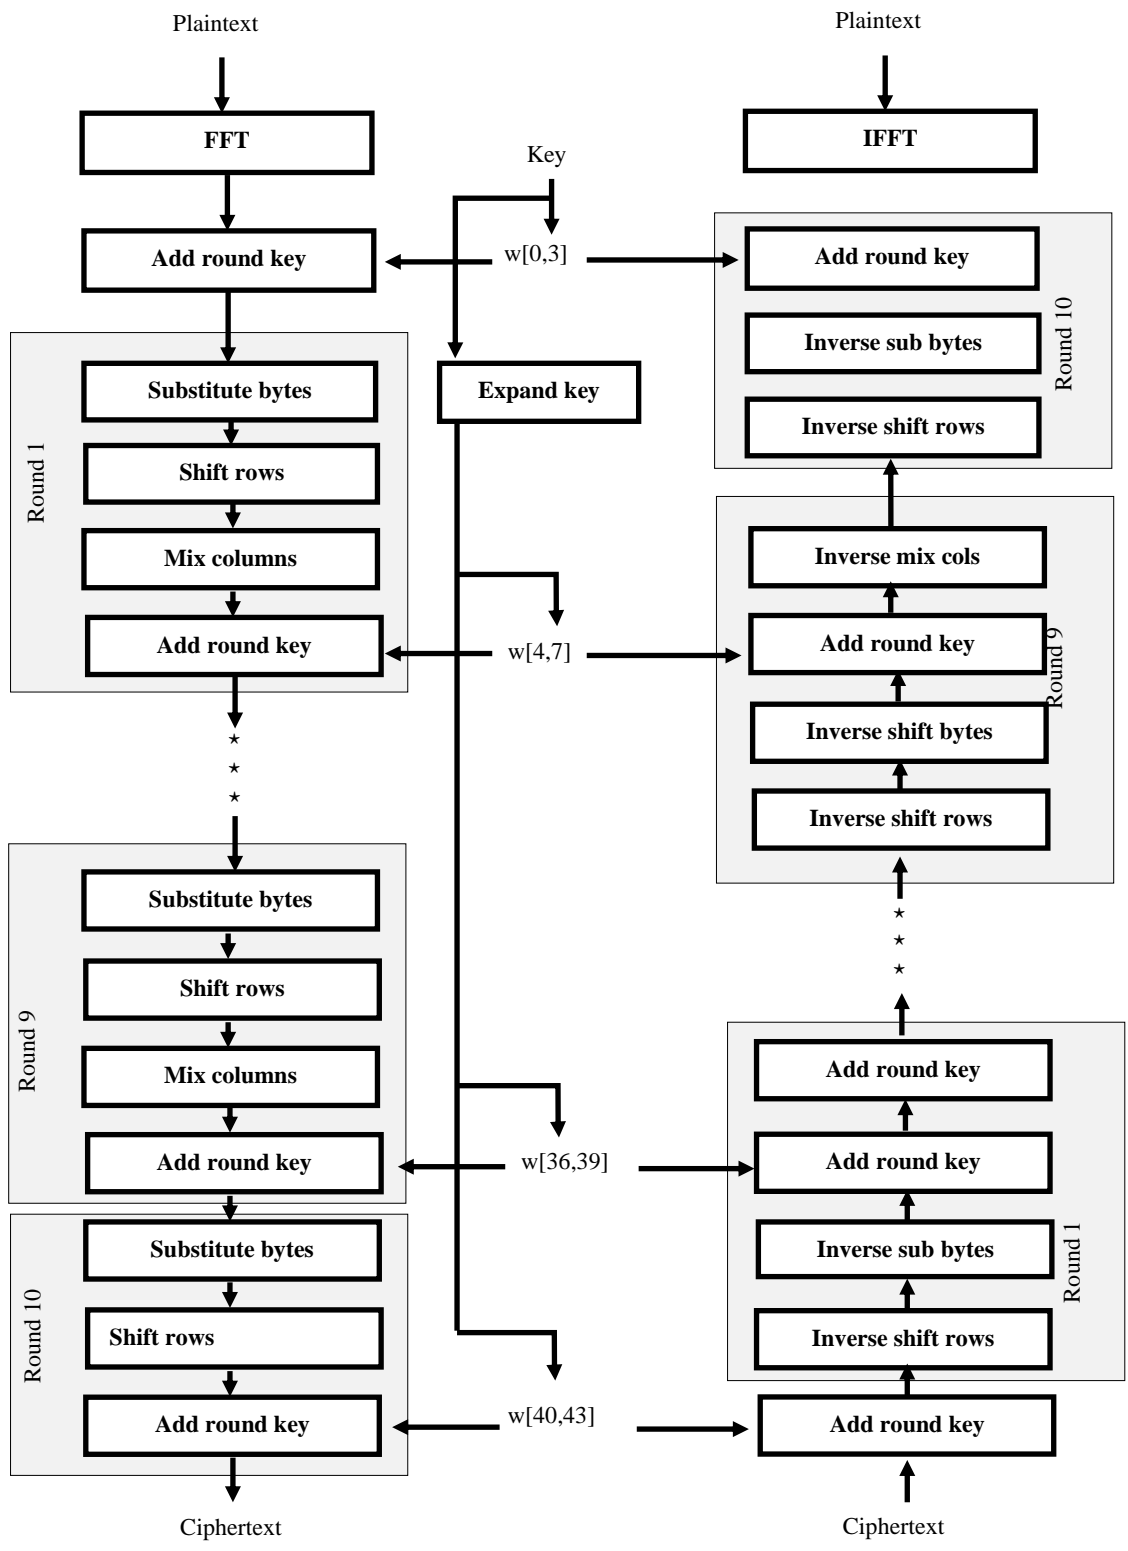 Plaintext
FFT
Add round key
Round 1
Substitute bytes
Shift rows
Mix columns
Add round key
⋆
⋆
⋆
Round 9
Substitute bytes
Shift rows
Mix columns
Add round key
Round 10
Substitute bytes
Shift rows
Add round key
Ciphertext
Key
w[0,3]
Expand key
w[4,7]
w[36,39]
w[40,43]
Plaintext
IFFT
Add round key
Inverse sub bytes
Inverse shift rows
Round 10
Inverse mix cols
Add round key
Inverse shift bytes
Inverse shift rows
Round 9
⋆
⋆
⋆
Add round key
Add round key
Inverse sub bytes
Inverse shift rows
Round 1
Add round key
Ciphertext